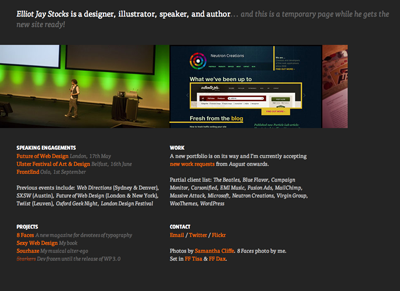 Elliot Jay Stocks is a designer, illustrator, speaker, and author... and this is a temporary page while he gets the
new site ready!
Neutron Creations
What we've been up to
Fresh from the blog
SPEAKING ENGAGEMENTS
Future of Web Design London, 17th May
Ulster Festival of Art & Design Belfast, 10th June
Frontend Oslo, 1st September
Previous events include: Web Directions (Sydney & Denver),
SXSW (Austin), Future of Web Design (London & New York),
Twiist (Leuven), Oxford Geek Night, London Design Festival
WORK
A new portfolio is on its way and I'm currently accepting
new work requests from August onwards.
Partial client list: The Beatles, Blue Flavor, Campaign
Monitor, Carsonified, EMI Music, Fusion Ads, MailChimp,
Massive Attack, Microsoft, Neutron Creations, Virgin Group,
WooThemes, WordPress
PROJECTS
8 Faces A new magazine for devotees of typography
Sexy Web Design My book
Sourhaze My musical alter-ego
Starkers Dev frozen until the release of WP 3.0
CONTACT
Email / Twitter / Flickr
Photos by Samantha Cliffe. 8 Faces photo by me.
Set in FF Tisa & FF Dax.